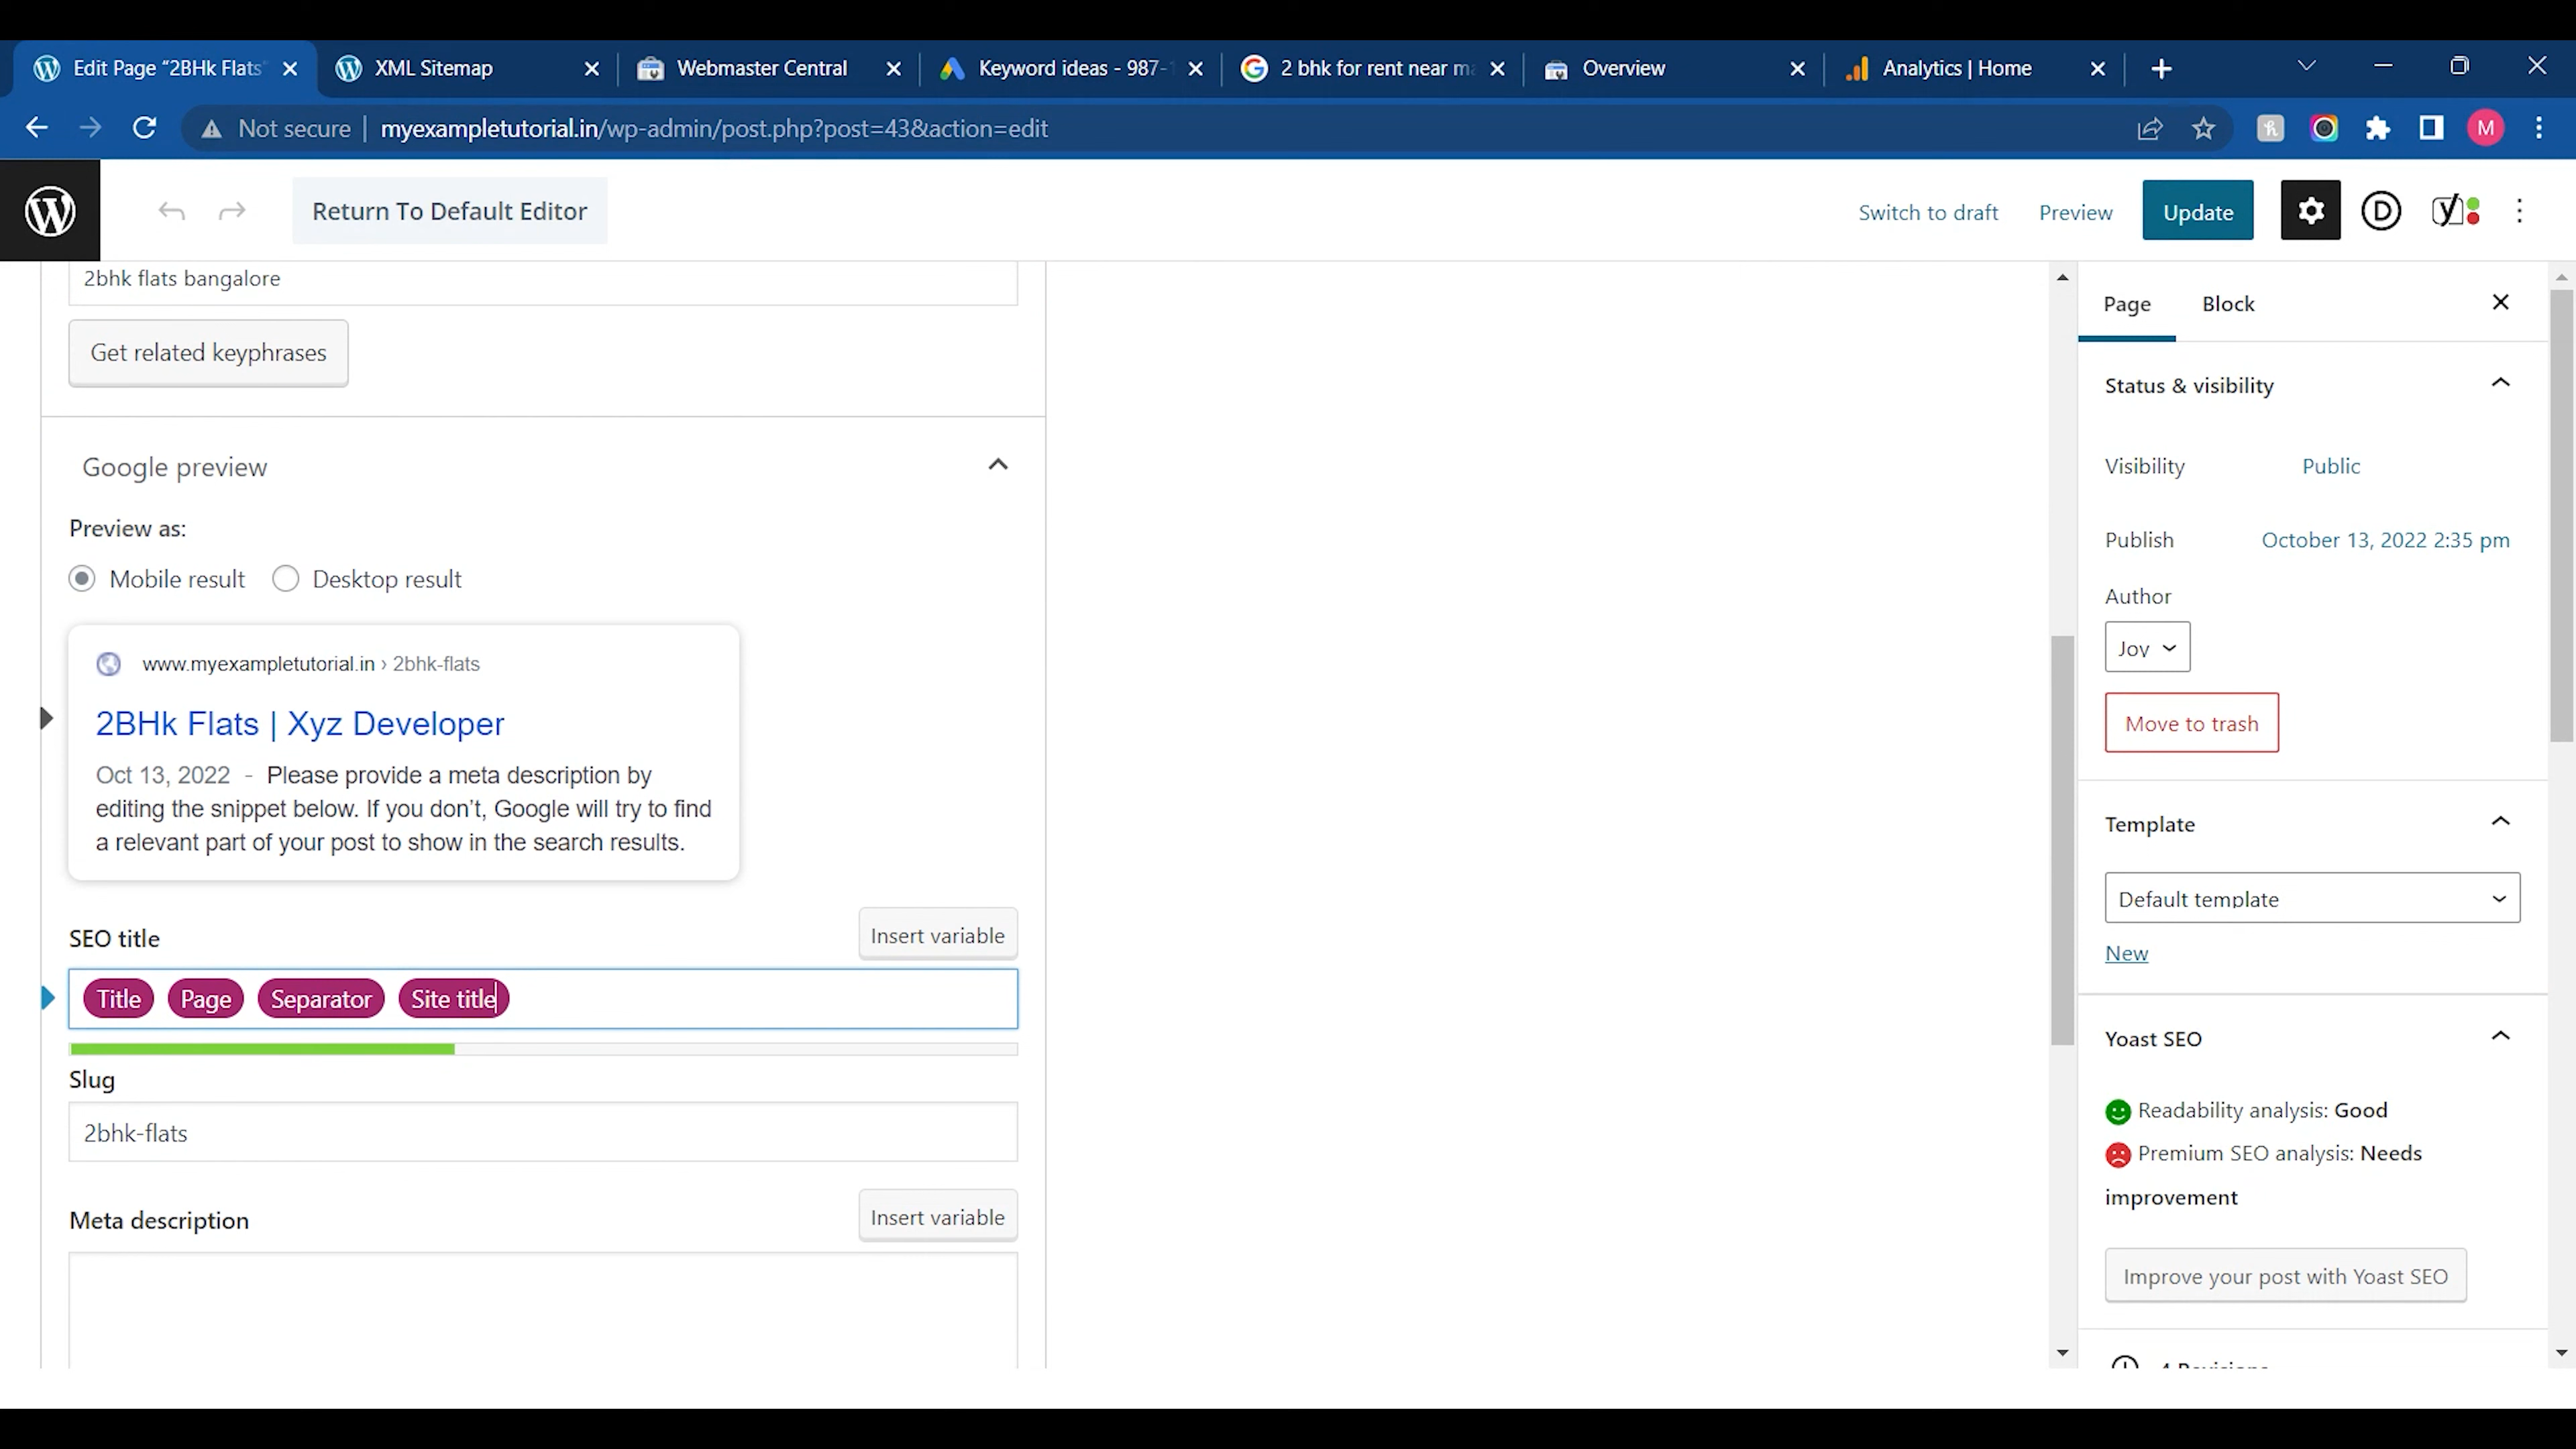 Edit Page “2BHk Flats”
XML Sitemap
Webmaster Central
Keyword ideas - 987-
2 bhk for rent near ma
Overview
Analytics | Home
Not secure
myexampletutorial.in/wp-admin/post.php?post=43&action=edit
M
Return To Default Editor
Switch to draft
Preview
Update
2bhk flats bangalore
Get related keyphrases
Google preview
Preview as:
Mobile result
Desktop result
www.myexampletutorial.in › 2bhk-flats
2BHk Flats | Xyz Developer
Oct 13, 2022 - Please provide a meta description by
editing the snippet below. If you don’t, Google will try to find
a relevant part of your post to show in the search results.
SEO title
Insert variable
Title Page Separator Site title
Slug
2bhk-flats
Meta description
Insert variable
Page
Block
Status & visibility
Visibility
Public
Publish
October 13, 2022 2:35 pm
Author
Joy
Move to trash
Template
Default template
New
Yoast SEO
Readability analysis: Good
Premium SEO analysis: Needs
improvement
Improve your post with Yoast SEO
4 Revisions